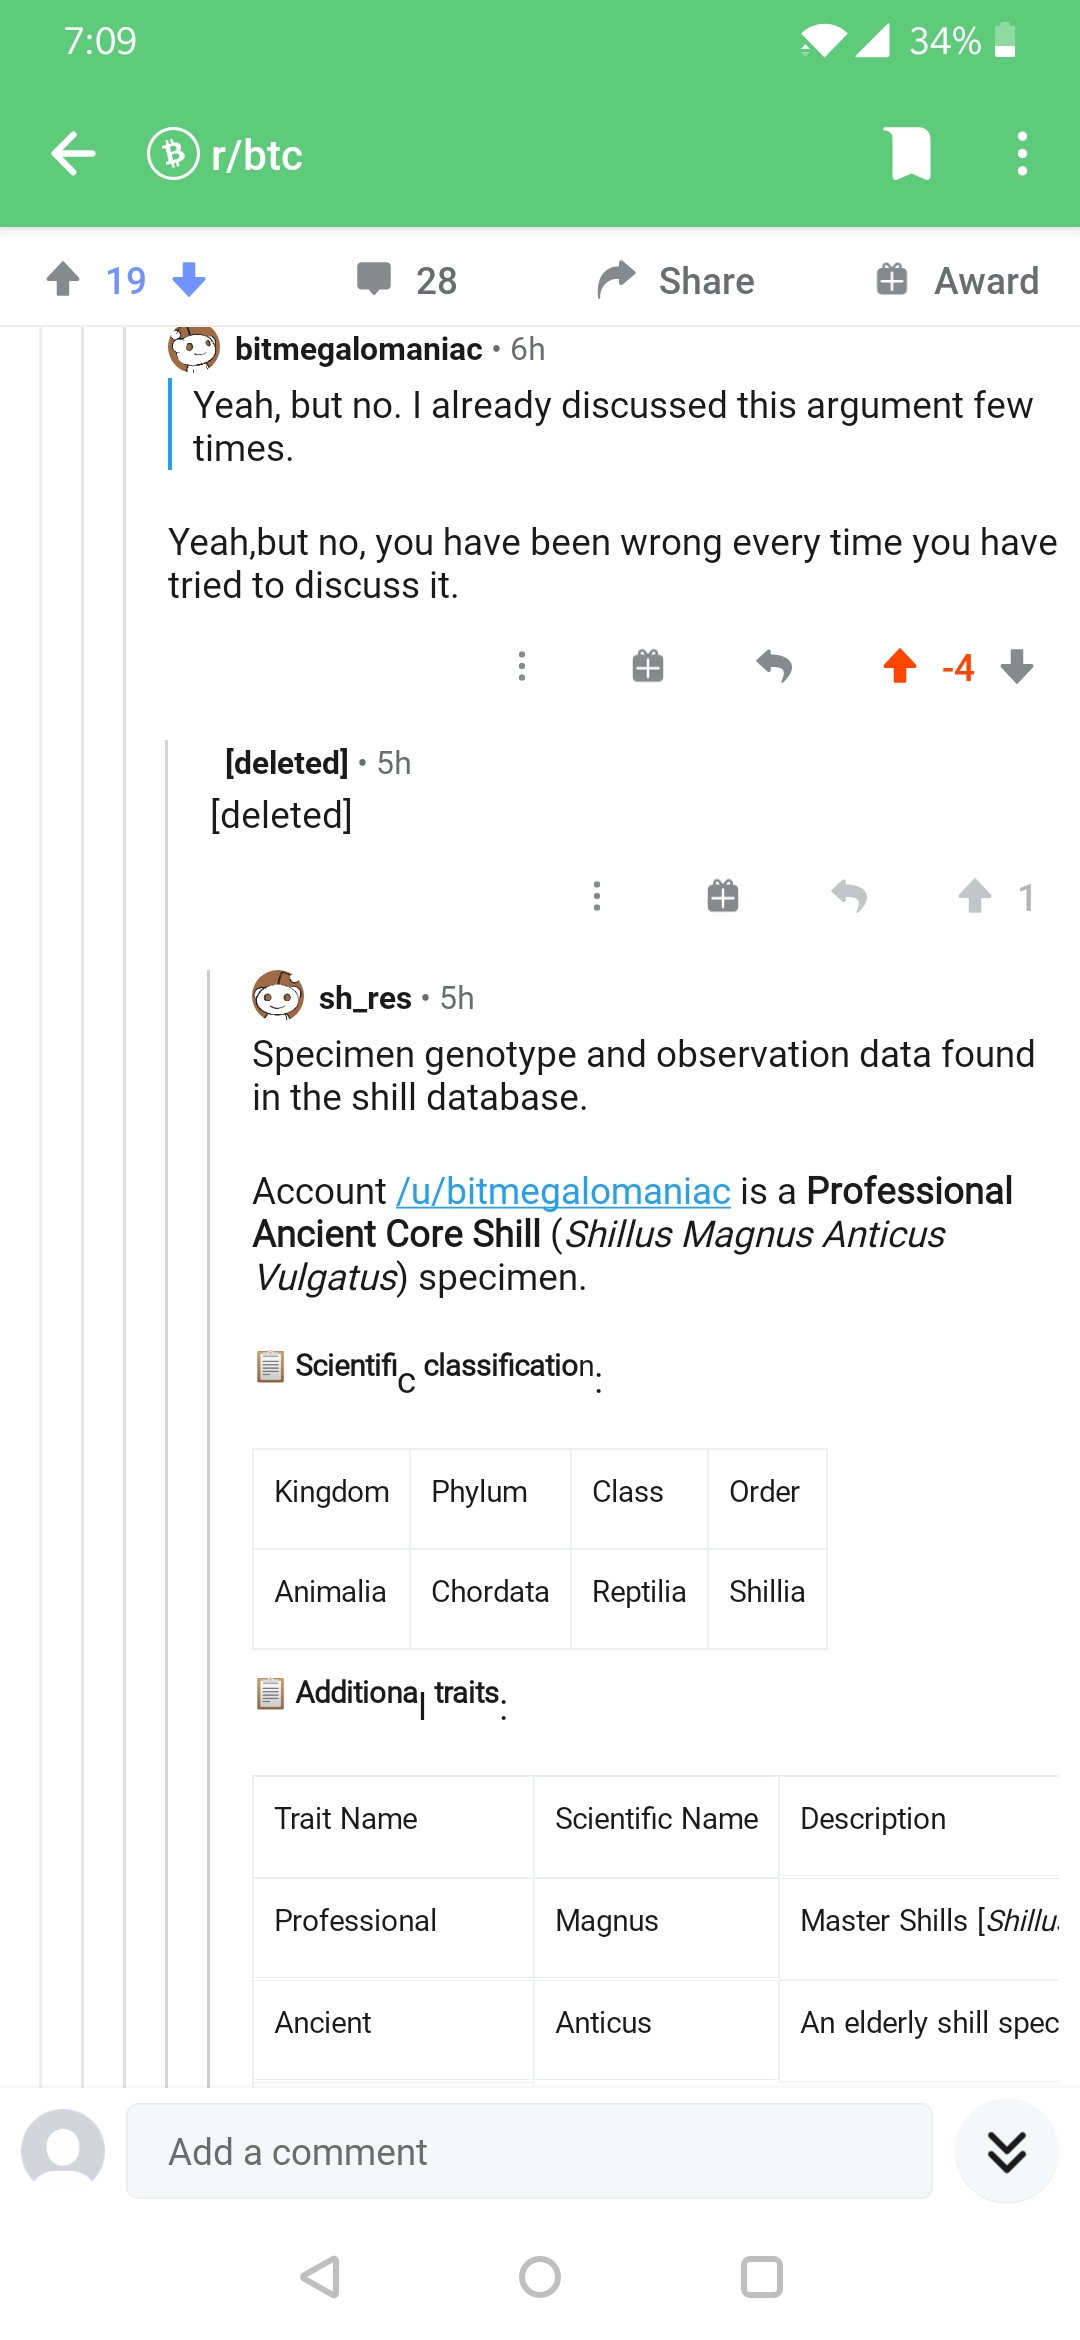 7:09
34%
r/btc
19
28
Share
Award
bitmegalomaniac • 6h
Yeah, but no. I already discussed this argument few
times.
Yeah,but no, you have been wrong every time you have
tried to discuss it.
-4
[deleted] • 5h
[deleted]
1
sh_res • 5h
Specimen genotype and observation data found
in the shill database.
Account /u/bitmegalomaniac is a Professional
Ancient Core Shill (Shillus Magnus Anticus
Vulgatus) specimen.
📋 Scientific classification:
Kingdom Phylum Class Order
Animalia Chordata Reptilia Shillia
📋 Additional traits:
Trait Name Scientific Name Description
Professional Magnus Master Shills [Shillu
Ancient Anticus An elderly shill spec
Add a comment